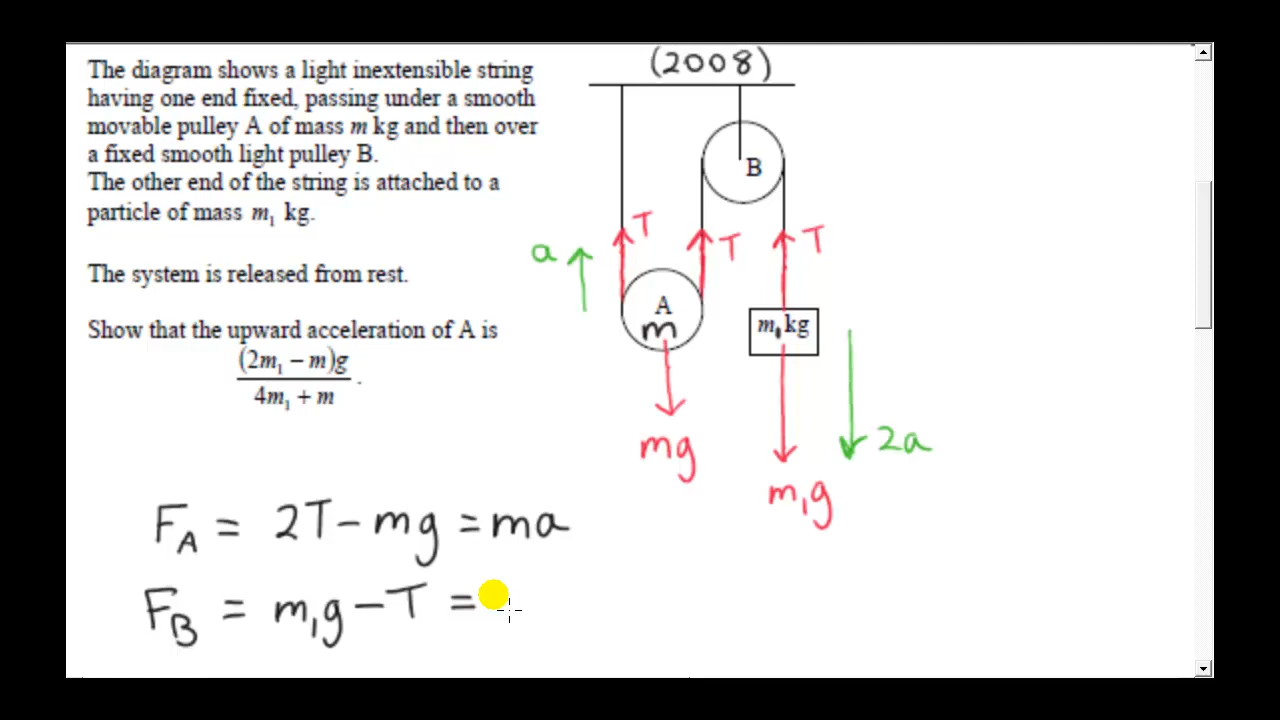 (2008)
The diagram shows a light inextensible string
having one end fixed, passing under a smooth
movable pulley A of mass m kg and then over
a fixed smooth light pulley B.
The other end of the string is attached to a
particle of mass m₁ kg.
The system is released from rest.
Show that the upward acceleration of A is
(2m₁ − m)g
4m₁ + m
.
B
T
T
T
a
A
m
m₁kg
mg
2a
m₁g
F_A = 2T − mg = ma
F_B = m₁g − T =